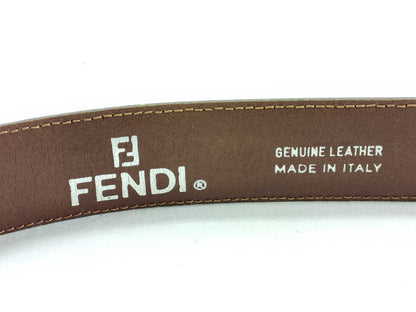 FF
FENDI®
GENUINE LEATHER
MADE IN ITALY